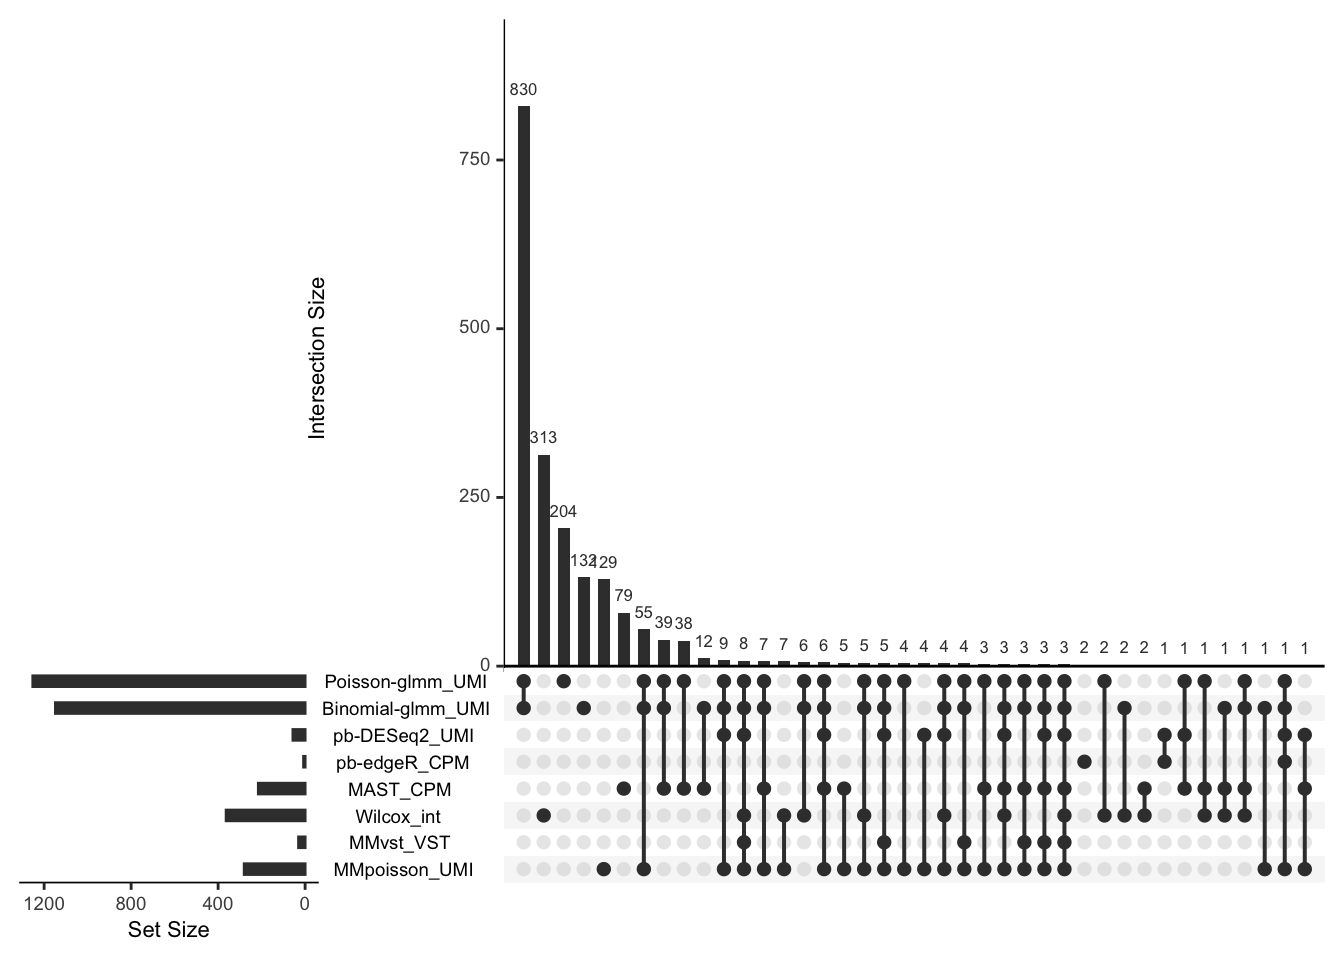 830
750
313
500
Intersection Size
250
204
132 129
79
55
39 38
12 9 8 7 7 6 6 5 5 5 4 4 4 4 3 3 3 3 3 2 2 2 2 1 1 1 1 1 1 1 1
0
Poisson-glmm_UMI
Binomial-glmm_UMI
pb-DESeq2_UMI
pb-edgeR_CPM
MAST_CPM
Wilcox_int
MMvst_VST
MMpoisson_UMI
1200 800 400 0
Set Size